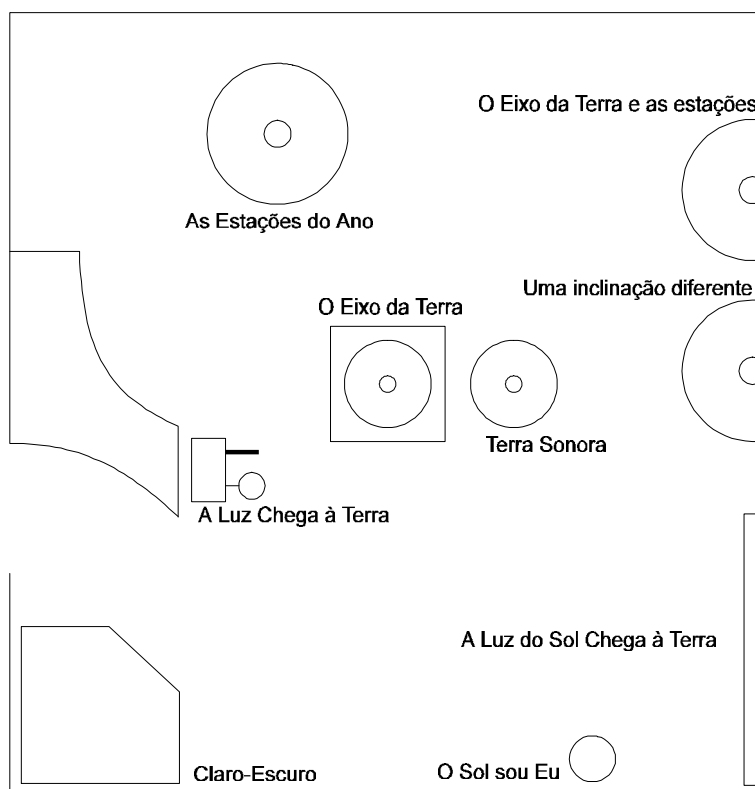 O Eixo da Terra e as estações
As Estações do Ano
Uma inclinação diferente
O Eixo da Terra
Terra Sonora
A Luz Chega à Terra
A Luz do Sol Chega à Terra
Claro-Escuro
O Sol sou Eu